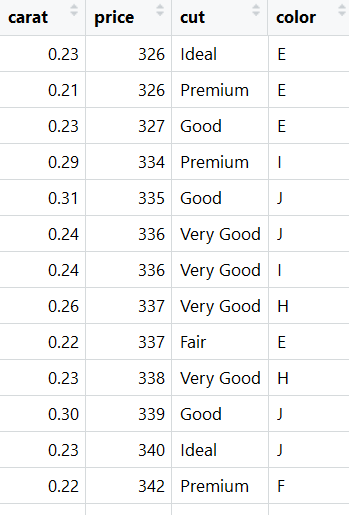 carat price cut color
0.23 326 Ideal E
0.21 326 Premium E
0.23 327 Good E
0.29 334 Premium I
0.31 335 Good J
0.24 336 Very Good J
0.24 336 Very Good I
0.26 337 Very Good H
0.22 337 Fair E
0.23 338 Very Good H
0.30 339 Good J
0.23 340 Ideal J
0.22 342 Premium F